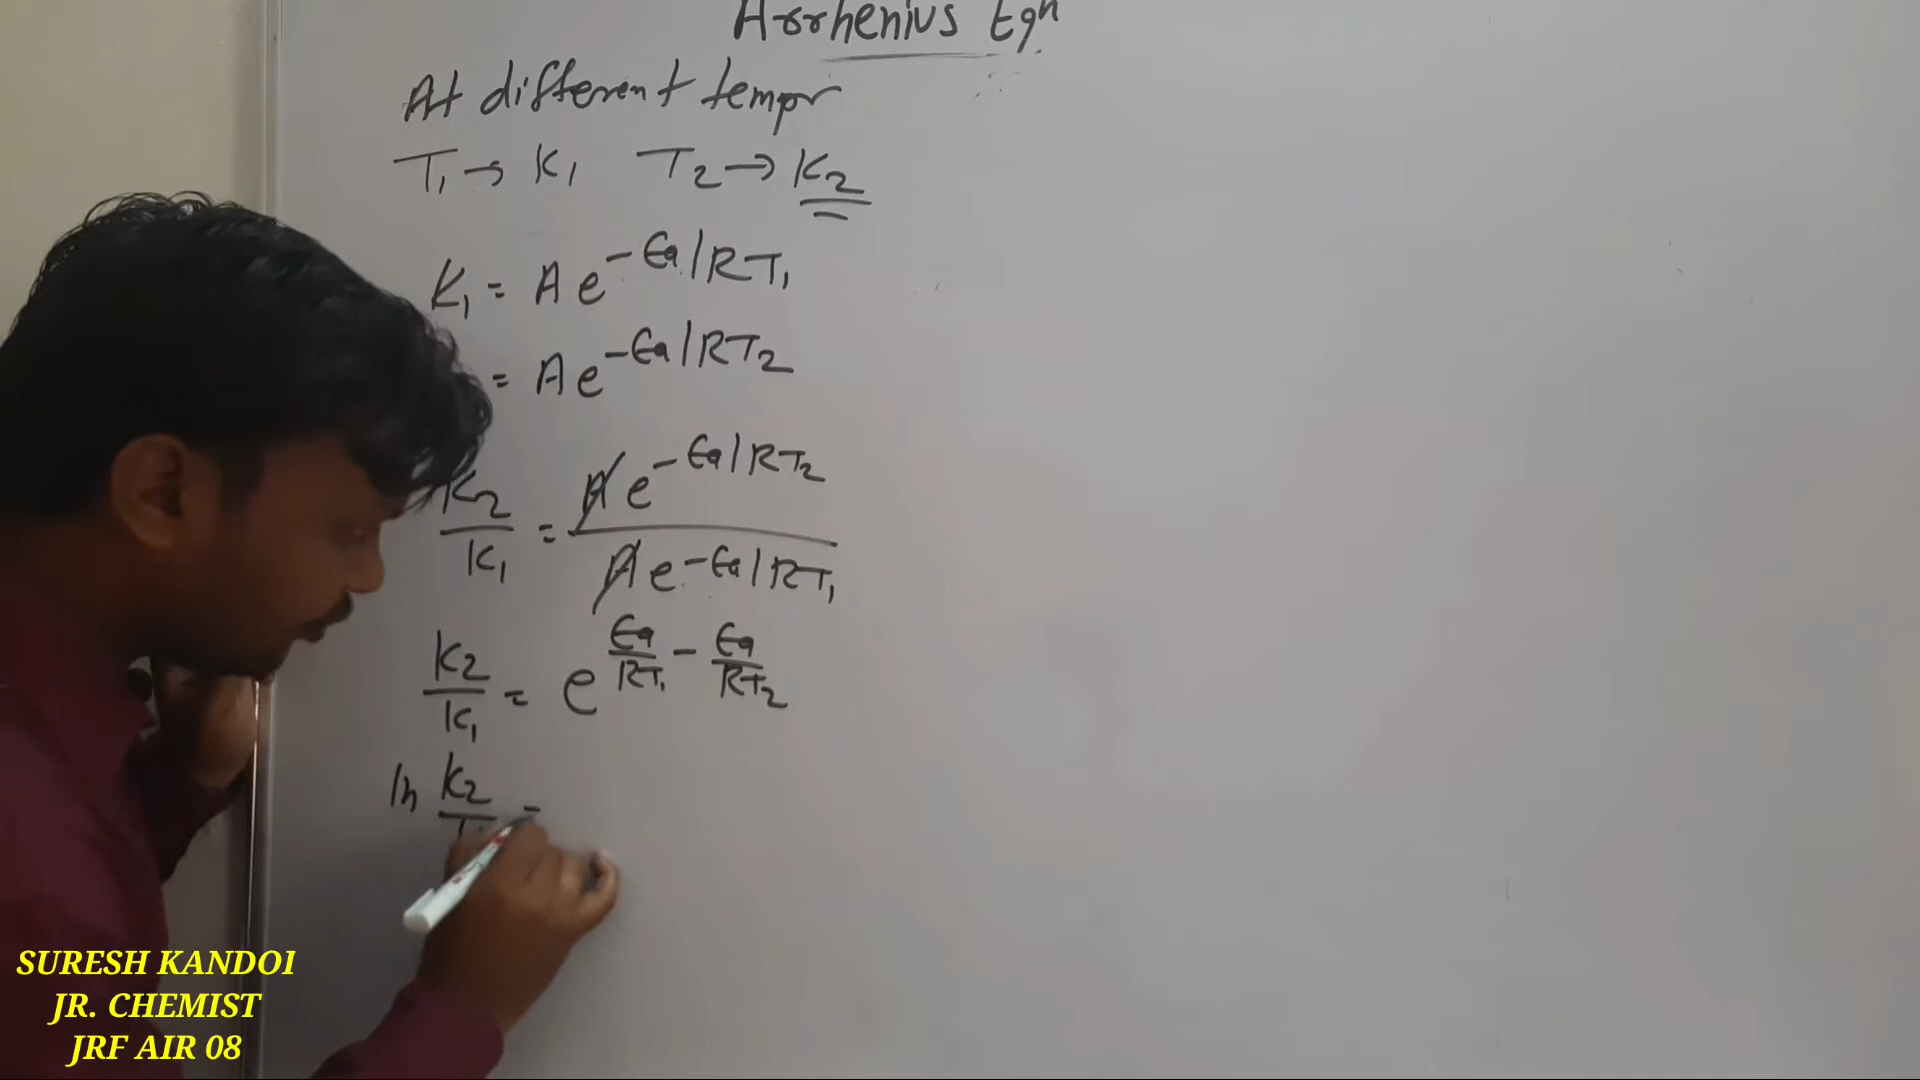 Arrhenius Eqn
At different tempr
T₁ → K₁ T₂ → K₂
K₁ = A e^-Ea/RT₁
= A e^-Ea/RT₂
K₂/K₁ = A e^-Ea/RT₂ / A e^-Ea/RT₁
K₂/K₁ = e^Ea/RT₁ - Ea/RT₂
ln K₂/ =
SURESH KANDOI
JR. CHEMIST
JRF AIR 08